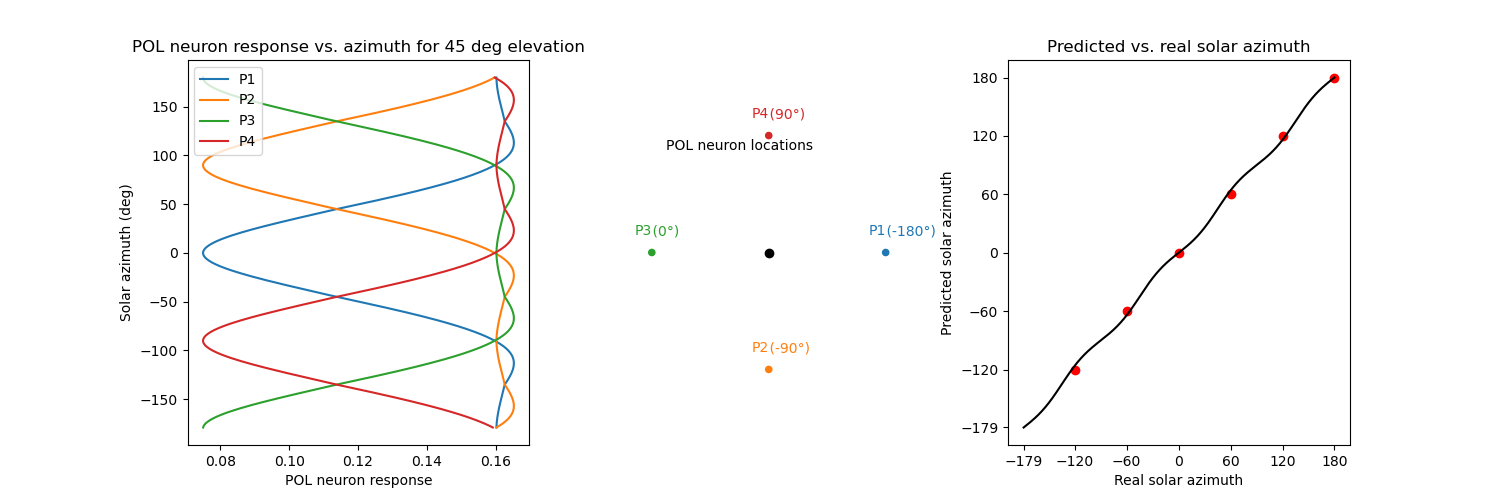 POL neuron response vs. azimuth for 45 deg elevation
P1
P2
P3
P4
150
100
50
0
−50
−100
−150
Solar azimuth (deg)
0.08 0.10 0.12 0.14 0.16
POL neuron response
P4(90°)
POL neuron locations
P3(0°)
P1(-180°)
P2(-90°)
Predicted vs. real solar azimuth
180
120
60
0
−60
−120
−179
Predicted solar azimuth
−179 −120 −60 0 60 120 180
Real solar azimuth